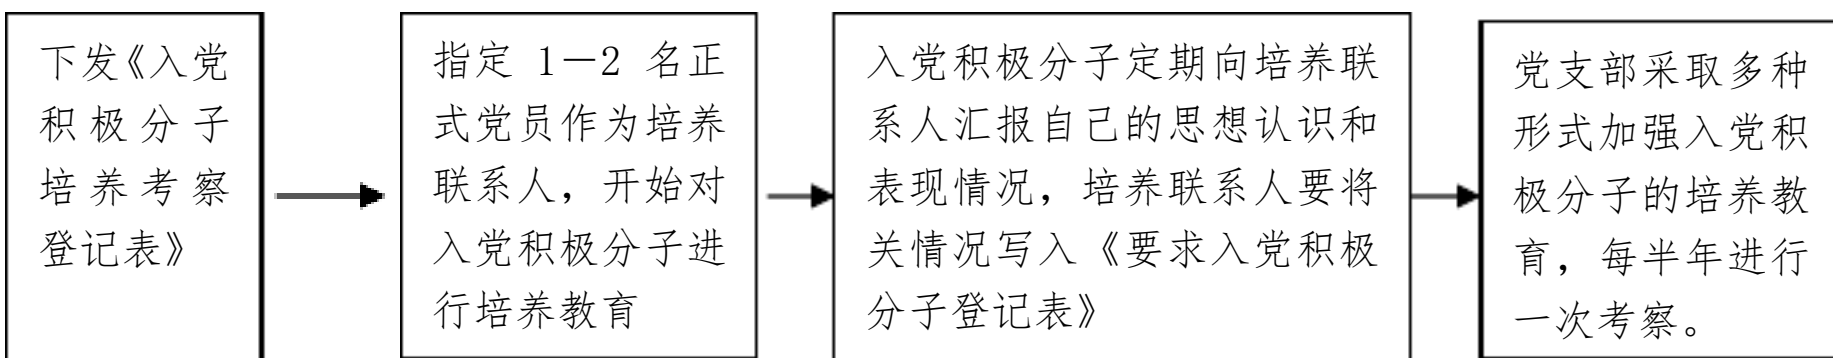 下发《入党
积极分子
培养考察
登记表》
指定 1－2 名正
式党员作为培养
联系人，开始对
入党积极分子进
行培养教育
入党积极分子定期向培养联
系人汇报自己的思想认识和
表现情况，培养联系人要将
关情况写入《要求入党积极
分子登记表》
党支部采取多种
形式加强入党积
极分子的培养教
育，每半年进行
一次考察。